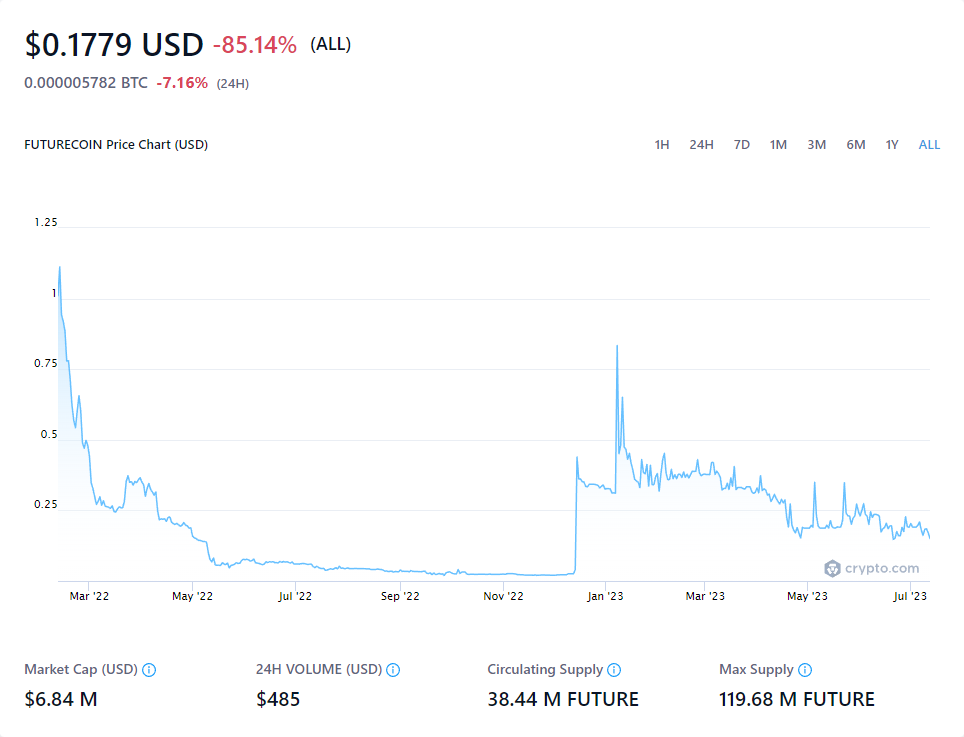 $0.1779 USD -85.14% (ALL)
0.000005782 BTC -7.16% (24H)
FUTURECOIN Price Chart (USD) 1H 24H 7D 1M 3M 6M 1Y ALL
1.25
1
0.75
0.5
0.25
crypto.com
Mar '22 May '22 Jul '22 Sep '22 Nov '22 Jan '23 Mar '23 May '23 Jul '23
Market Cap (USD) 24H VOLUME (USD) Circulating Supply Max Supply
$6.84 M $485 38.44 M FUTURE 119.68 M FUTURE